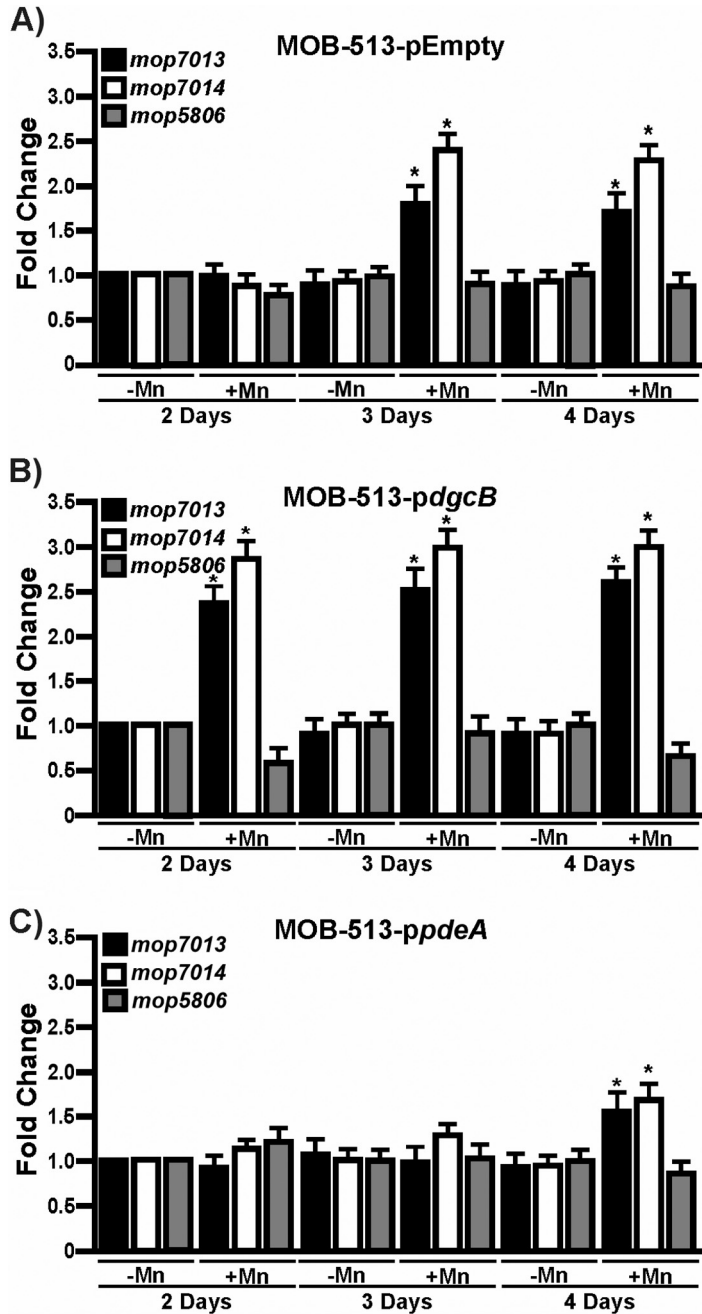 A)
MOB-513-pEmpty
mop7013
mop7014
mop5806
Fold Change
3.5
3.0
2.5
2.0
1.5
1.0
0.5
0
* * * *
-Mn +Mn -Mn +Mn -Mn +Mn
2 Days 3 Days 4 Days
B)
MOB-513-pdgcB
mop7013
mop7014
mop5806
Fold Change
3.5
3.0
2.5
2.0
1.5
1.0
0.5
0
* * * * * *
-Mn +Mn -Mn +Mn -Mn +Mn
2 Days 3 Days 4 Days
C)
MOB-513-ppdeA
mop7013
mop7014
mop5806
Fold Change
3.5
3.0
2.5
2.0
1.5
1.0
0.5
0
* *
-Mn +Mn -Mn +Mn -Mn +Mn
2 Days 3 Days 4 Days